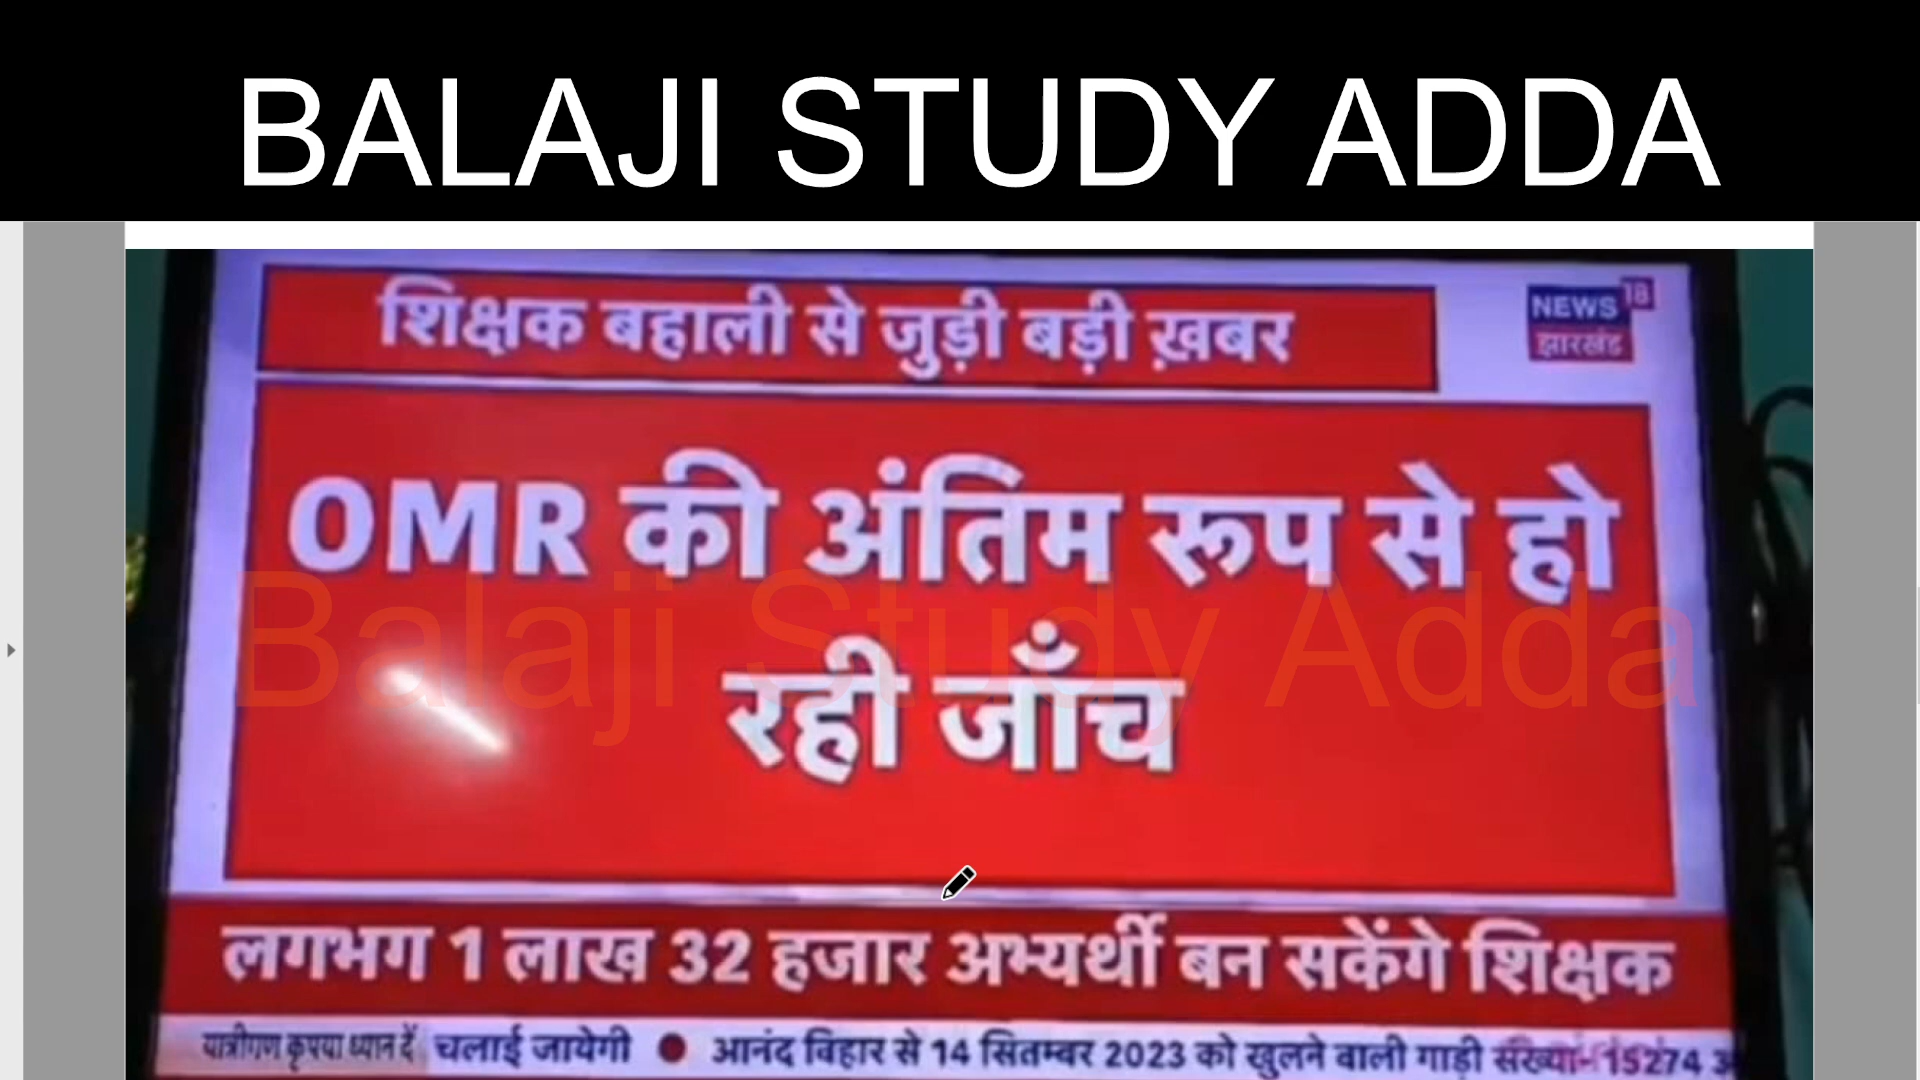 BALAJI STUDY ADDA
शिक्षक बहाली से जुड़ी बड़ी ख़बर
NEWS 18
झारखंड
OMR की अंतिम रूप से हो
रही जाँच
Balaji Study Adda
लगभग 1 लाख 32 हजार अभ्यर्थी बन सकेंगे शिक्षक
यात्रीगण कृपया ध्यान दें चलाई जायेगी ● आनंद विहार से 14 सितम्बर 2023 को खुलने वाली गाड़ी संख्या- 15274